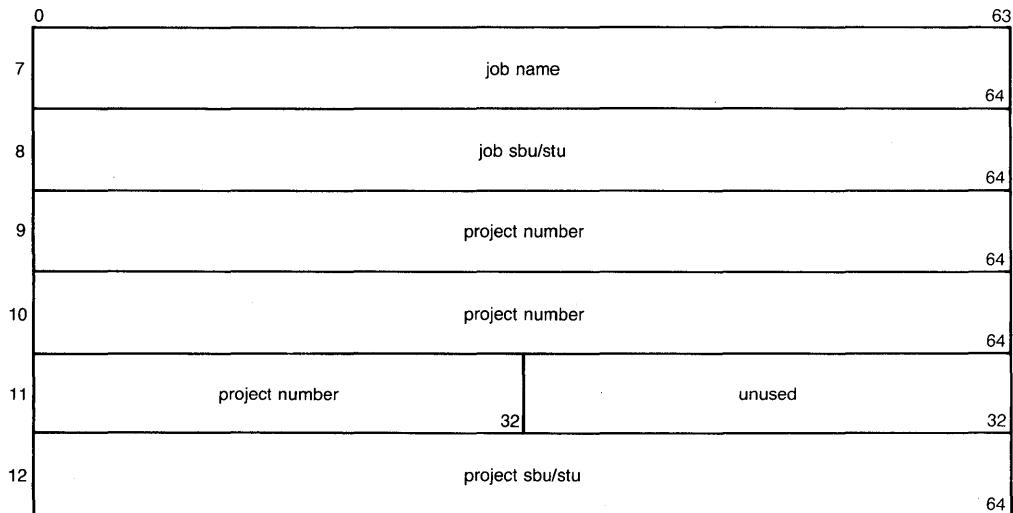 0 63
7 job name 64
8 job sbu/stu 64
9 project number 64
10 project number 64
11 project number 32 unused 32
12 project sbu/stu 64